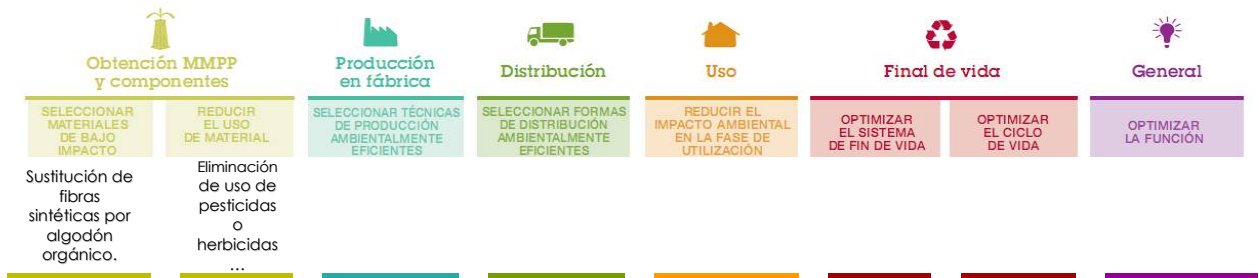 Obtención MMPP
y componentes
Producción
en fábrica
Distribución
Uso
Final de vida
General
SELECCIONAR
MATERIALES
DE BAJO
IMPACTO
REDUCIR
EL USO
DE MATERIAL
SELECCIONAR TÉCNICAS
DE PRODUCCIÓN
AMBIENTALMENTE
EFICIENTES
SELECCIONAR FORMAS
DE DISTRIBUCIÓN
AMBIENTALMENTE
EFICIENTES
REDUCIR EL
IMPACTO AMBIENTAL
EN LA FASE DE
UTILIZACIÓN
OPTIMIZAR
EL SISTEMA
DE FIN DE VIDA
OPTIMIZAR
EL CICLO
DE VIDA
OPTIMIZAR
LA FUNCIÓN
Sustitución de
fibras
sintéticas por
algodón
orgánico.
Eliminación
de uso de
pesticidas
o
herbicidas
...